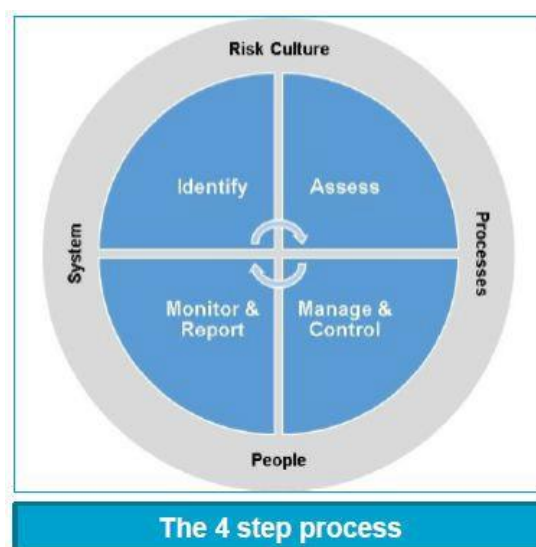 Risk Culture
Identify
Assess
System
Processes
Monitor &
Report
Manage &
Control
People
The 4 step process